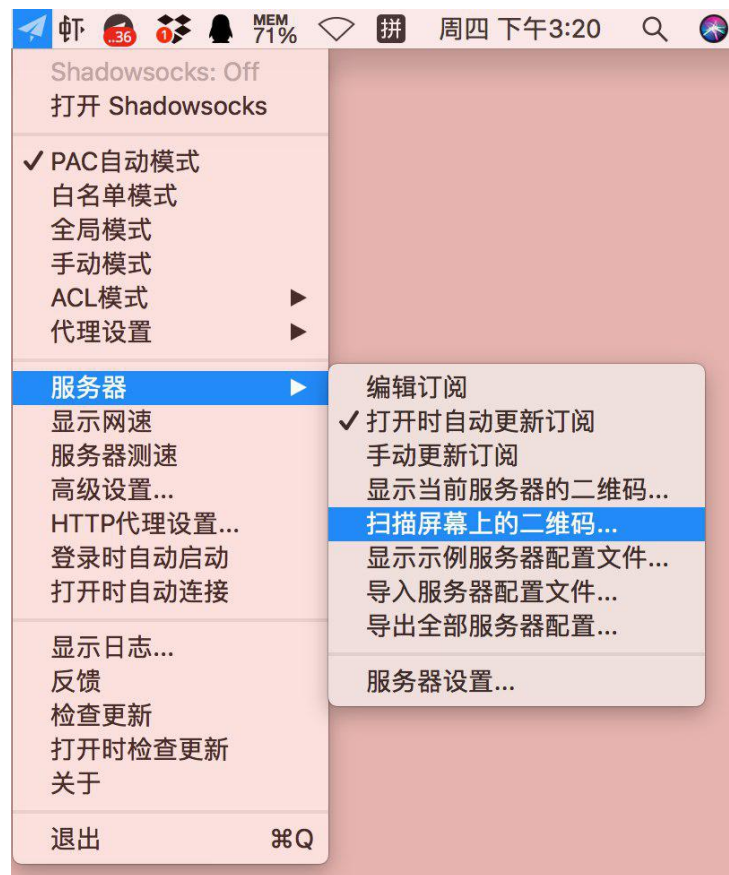 虾 ..36 1 MEM 71% 拼 周四 下午3:20
Shadowsocks: Off
打开 Shadowsocks
✓ PAC自动模式
白名单模式
全局模式
手动模式
ACL模式 ▶
代理设置 ▶
服务器 ▶
显示网速
服务器测速
高级设置...
HTTP代理设置...
登录时自动启动
打开时自动连接
显示日志...
反馈
检查更新
打开时检查更新
关于
退出 ⌘Q
编辑订阅
✓ 打开时自动更新订阅
手动更新订阅
显示当前服务器的二维码...
扫描屏幕上的二维码...
显示示例服务器配置文件...
导入服务器配置文件...
导出全部服务器配置...
服务器设置...